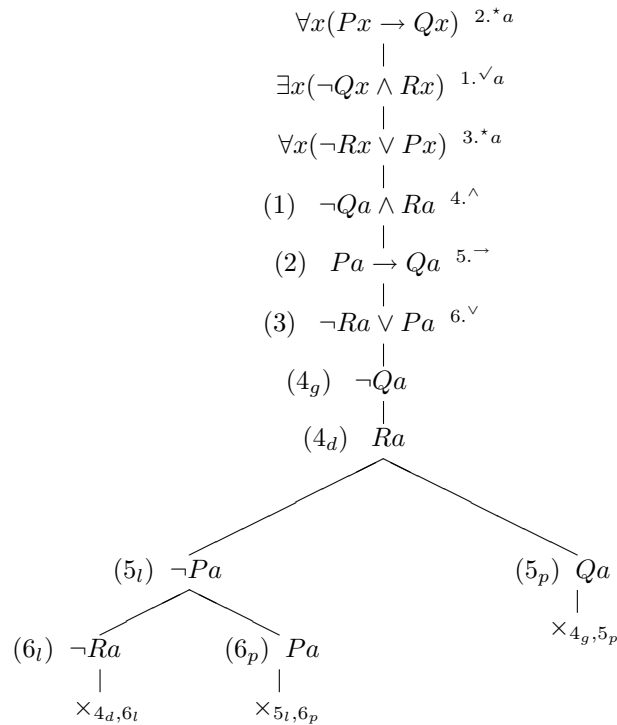 ∀x(Px → Qx) 2.⋆a
∃x(¬Qx ∧ Rx) 1.√a
∀x(¬Rx ∨ Px) 3.⋆a
(1) ¬Qa ∧ Ra 4.∧
(2) Pa → Qa 5.→
(3) ¬Ra ∨ Pa 6.∨
(4g) ¬Qa
(4d) Ra
(5l) ¬Pa (5p) Qa
×4g,5p
(6l) ¬Ra (6p) Pa
×4d,6l ×5l,6p